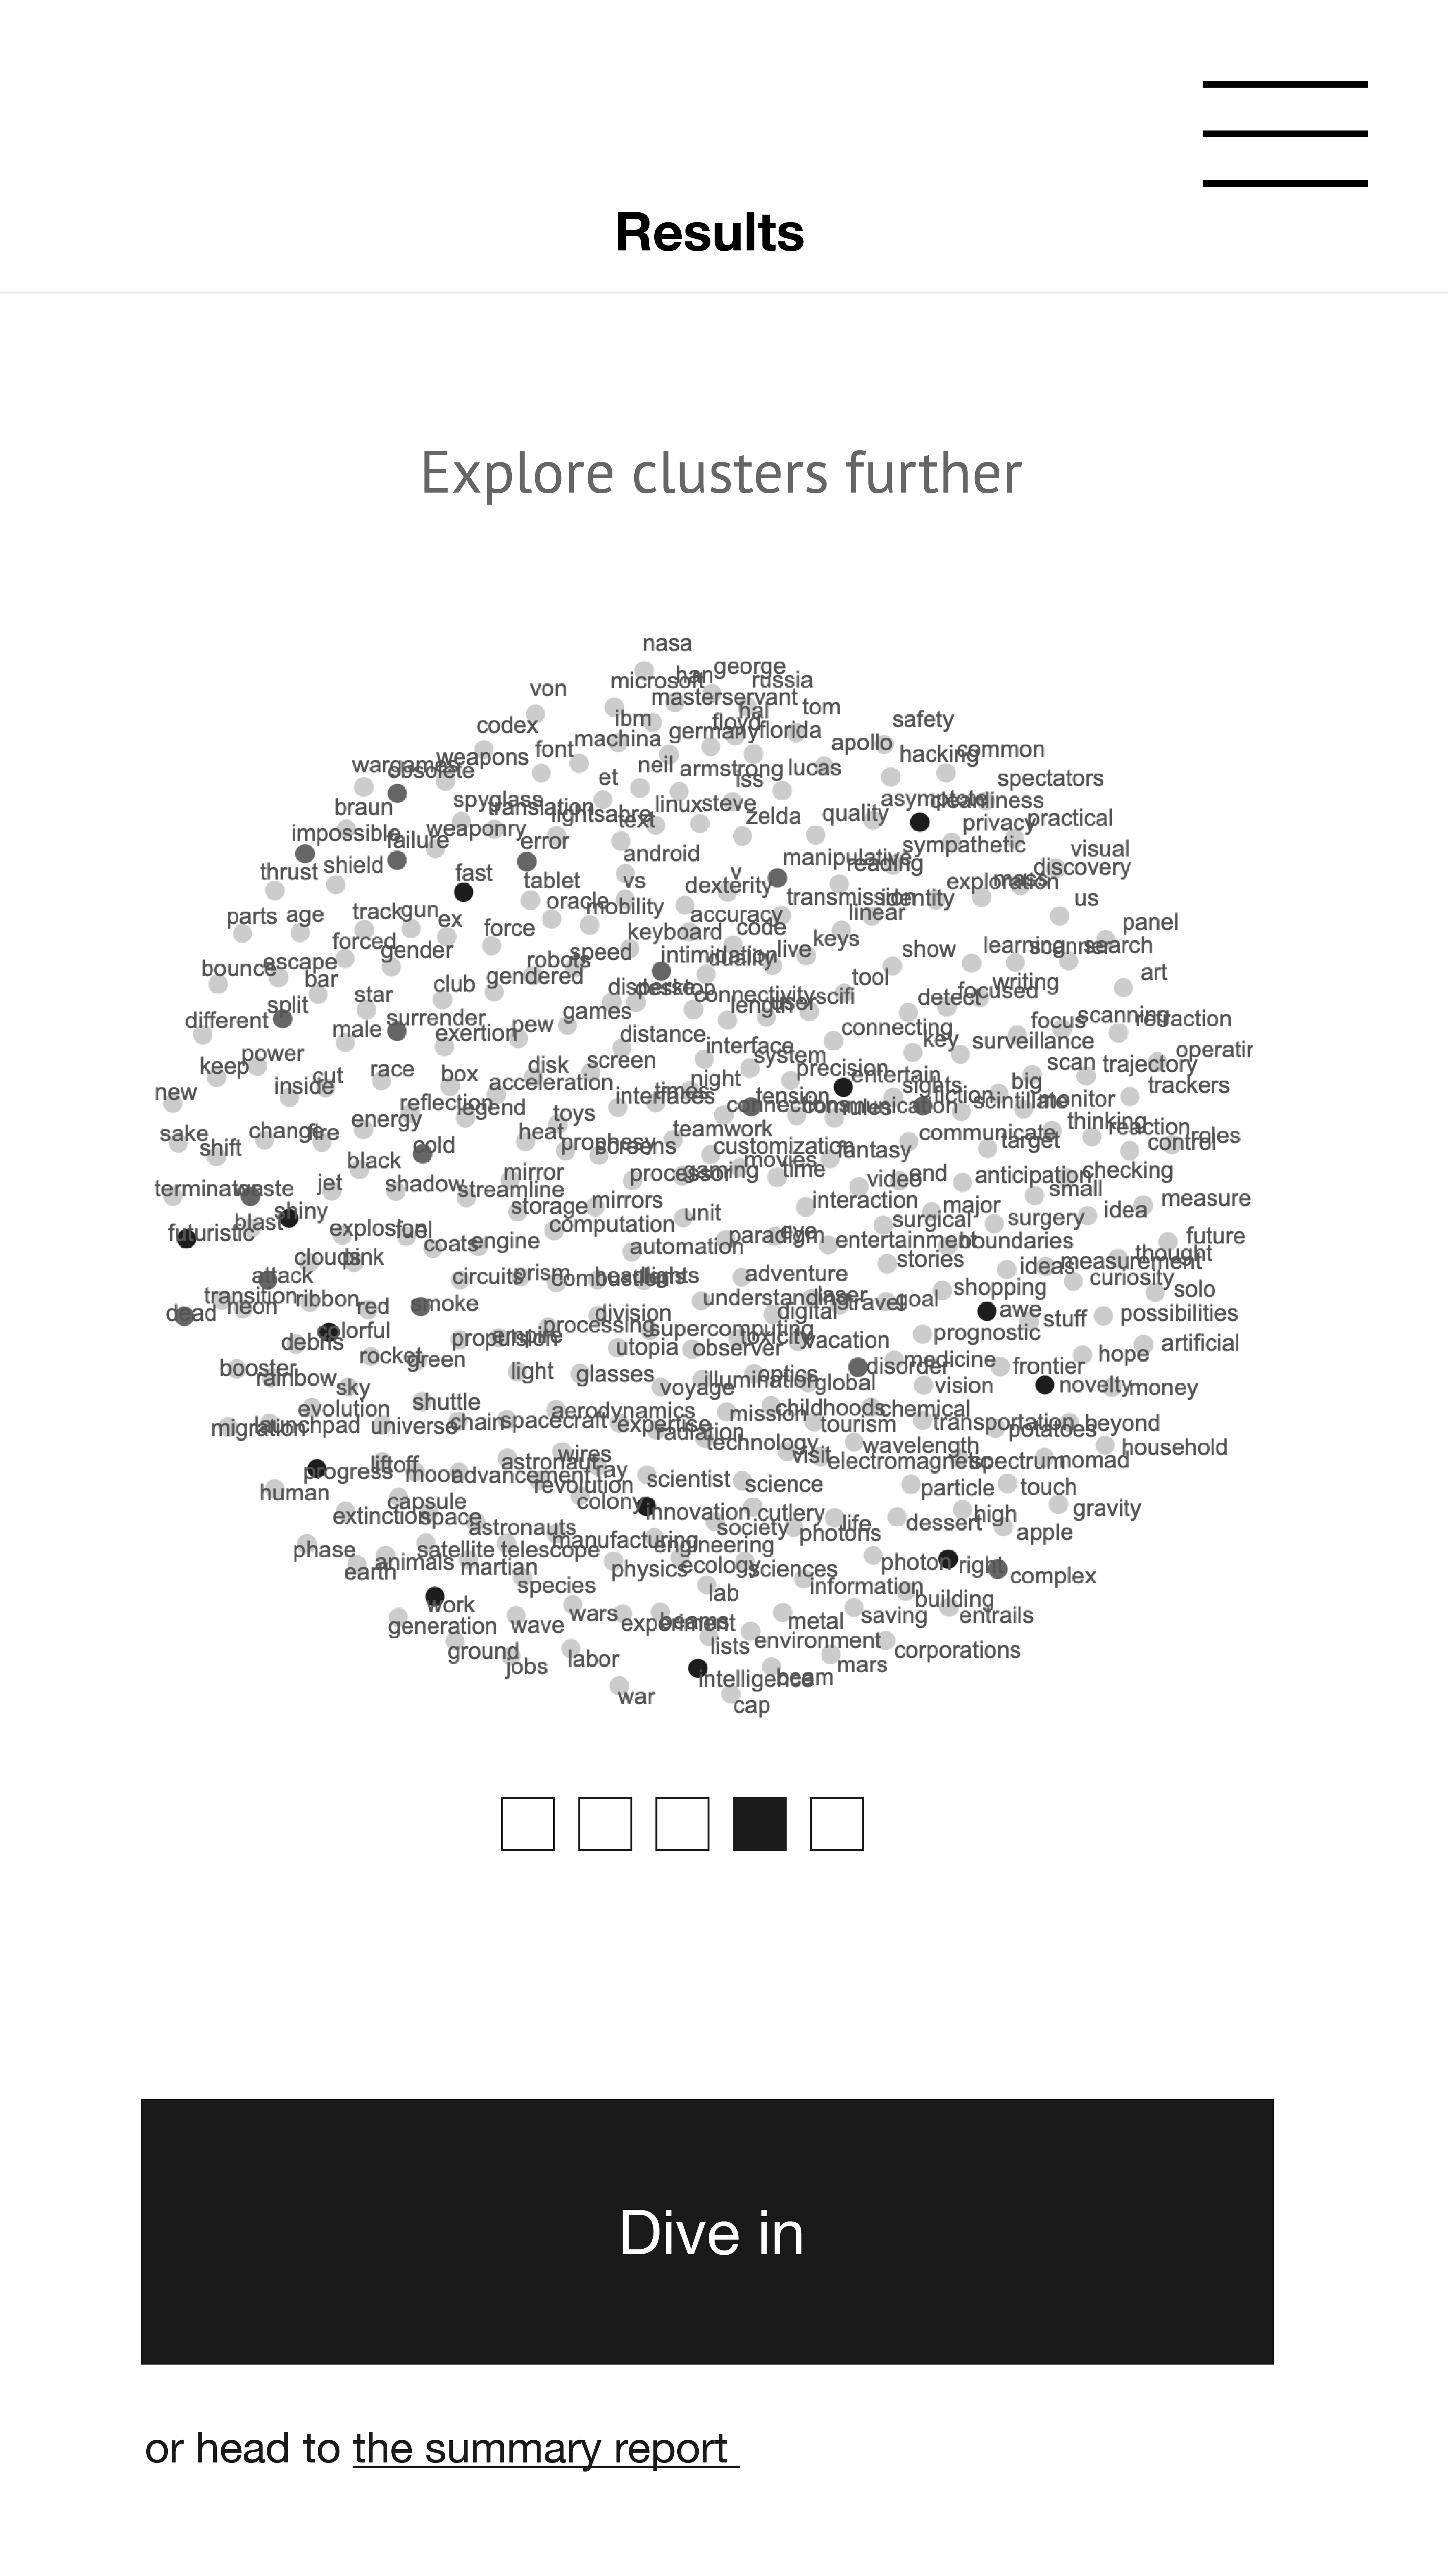 Results
Explore clusters further
nasa
han george
microsoft russia
von masterservant
hal tom
codex ibm floyd safety
machina germany florida
font apollo hacking common
weapons
wargames obsolete et neil armstrong lucas
iss spectators
spyglass asymptote cleanliness
braun translation lightsabre linux steve
text zelda quality privacy practical
impossible failure weaponry error sympathetic visual
android manipulative reading discovery
thrust shield fast tablet vs dexterity v exploration mass
oracle mobility transmission identity us
parts age track gun ex force accuracy linear panel
keyboard code keys
forced gender speed intimidation live show learning scanner search
bounce escape robots quality
bar club gendered tool art
star disperse desktop connectivity scifi writing
split games length user detect focused
different male surrender exertion pew focus scanning refraction
distance connecting key surveillance
keep power interface system operatin
inside cut race box disk screen precision entertain scan trajectory
new acceleration night sights big trackers
reflection legend interfaces times tension fiction scintillate monitor
energy toys connections rules communication
sake change fire heat teamwork communicate thinking reaction
shift cold prophesy screens customization target control roles
black movies fantasy
terminator waste jet shadow mirror processor gaming time video end anticipation checking
streamline small
shiny storage mirrors interaction major measure
blast unit surgical surgery idea
futuristic explosion fuel computation paradigm eye
coats engine automation entertainment boundaries future
clouds pink stories ideas measurement thought
attack circuits prism combustion headlights lights adventure shopping curiosity
transition ribbon understanding laser travel goal solo
dead neon red smoke division digital awe stuff possibilities
colorful processing supercomputing
debris propulsion empire utopia observer toxicity vacation prognostic artificial
rocket green medicine hope
booster rainbow light glasses illumination optics disorder frontier
sky voyage global vision novelty money
evolution shuttle aerodynamics mission childhoods chemical
migration launchpad universe chain spacecraft expertise radiation tourism transportation potatoes beyond
technology
progress liftoff wires visit wavelength household
moon advancement astronaut ray electromagnetic spectrum nomad
human revolution scientist science particle touch
capsule colony
extinction space innovation cutlery life dessert high gravity
astronauts society photons apple
phase satellite telescope manufacturing engineering
earth animals martian physics ecology sciences photon right complex
species lab information
work wars building
generation wave experiment beams metal saving entrails
ground lists environment corporations
jobs labor mars
intelligence beam
war cap
Dive in
or head to the summary report